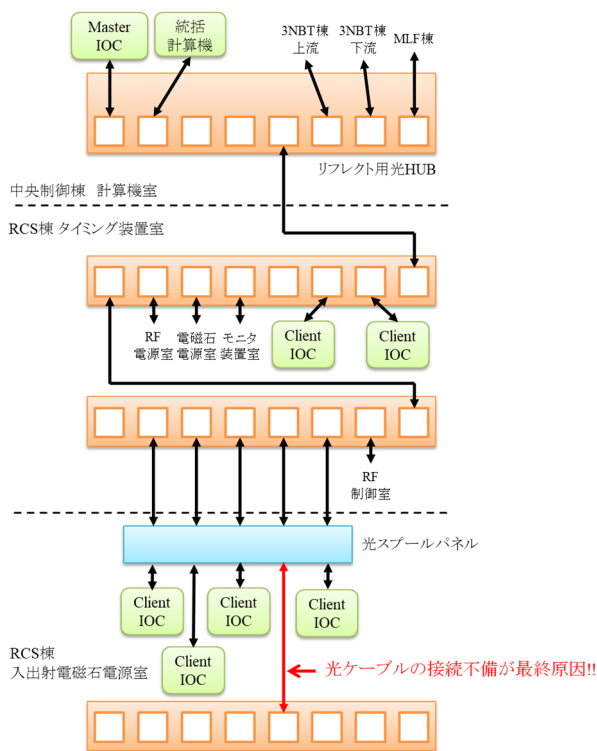 Master
IOC
統括
計算機
3NBT棟
上流
3NBT棟
下流
MLF棟
リフレクト用光HUB
中央制御棟 計算機室
RCS棟 タイミング装置室
RF
電源室
電磁石
電源室
モニタ
装置室
Client
IOC
Client
IOC
RF
制御室
光スプールパネル
Client
IOC
Client
IOC
Client
IOC
Client
IOC
RCS棟
入出射電磁石電源室
光ケーブルの接続不備が最終原因!!